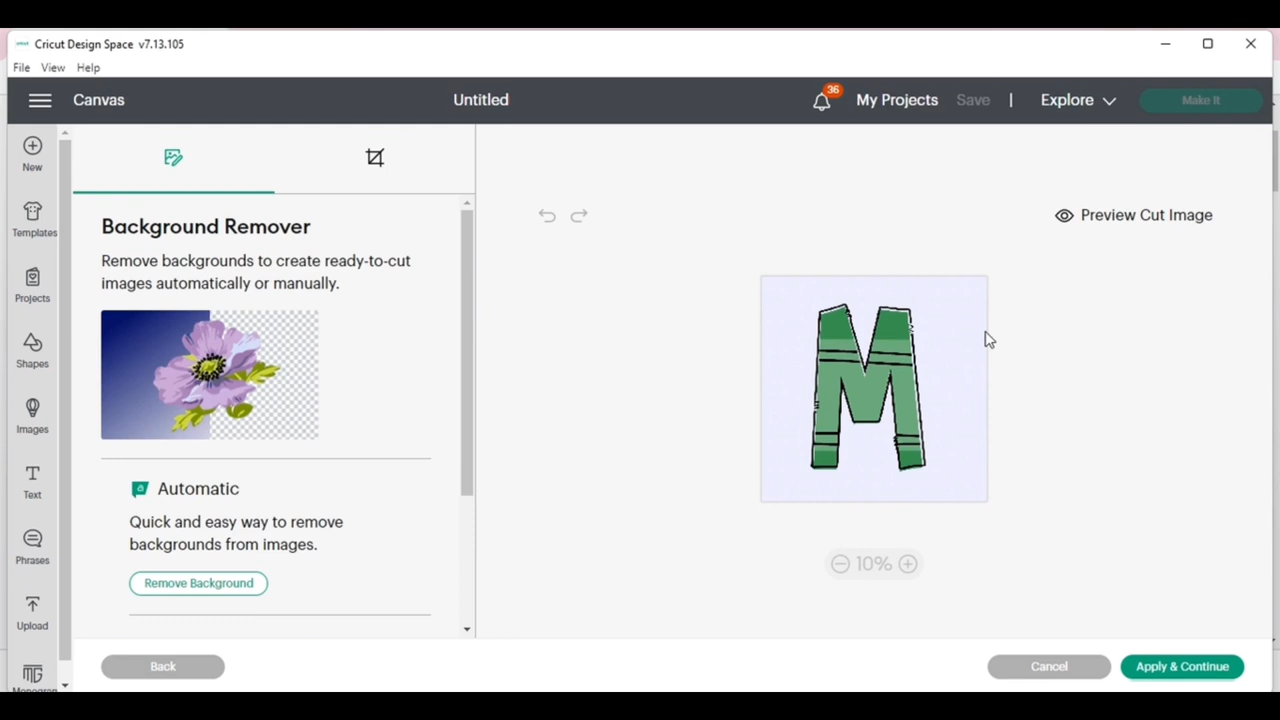 Cricut Design Space v7.13.105
File View Help
Canvas
Untitled
36
My Projects
Save
Explore
Make It
New
Templates
Projects
Shapes
Images
Text
Phrases
Upload
Background Remover
Remove backgrounds to create ready-to-cut
images automatically or manually.
Automatic
Quick and easy way to remove
backgrounds from images.
Remove Background
Preview Cut Image
M
10%
Back
Cancel
Apply & Continue